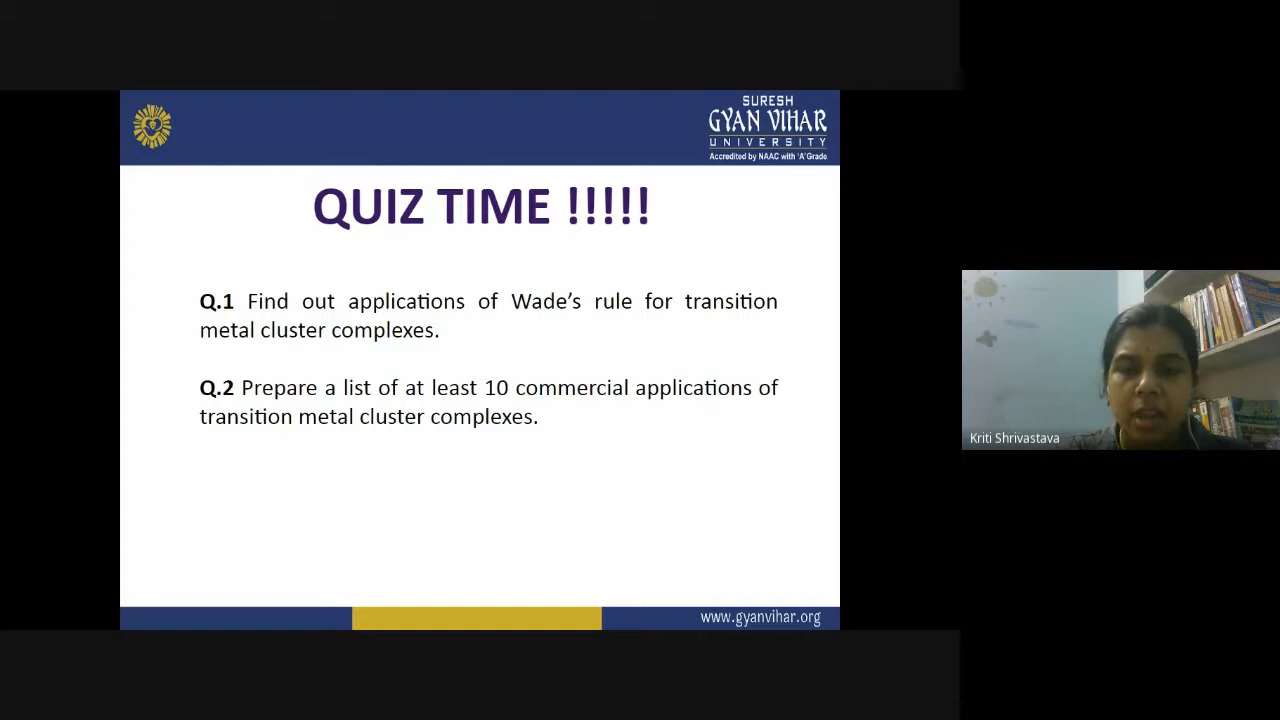 SURESH
GYAN VIHAR
UNIVERSITY
Accredited by NAAC with 'A' Grade
QUIZ TIME !!!!!
Q.1 Find out applications of Wade’s rule for transition
metal cluster complexes.
Q.2 Prepare a list of at least 10 commercial applications of
transition metal cluster complexes.
Kriti Shrivastava
www.gyanvihar.org